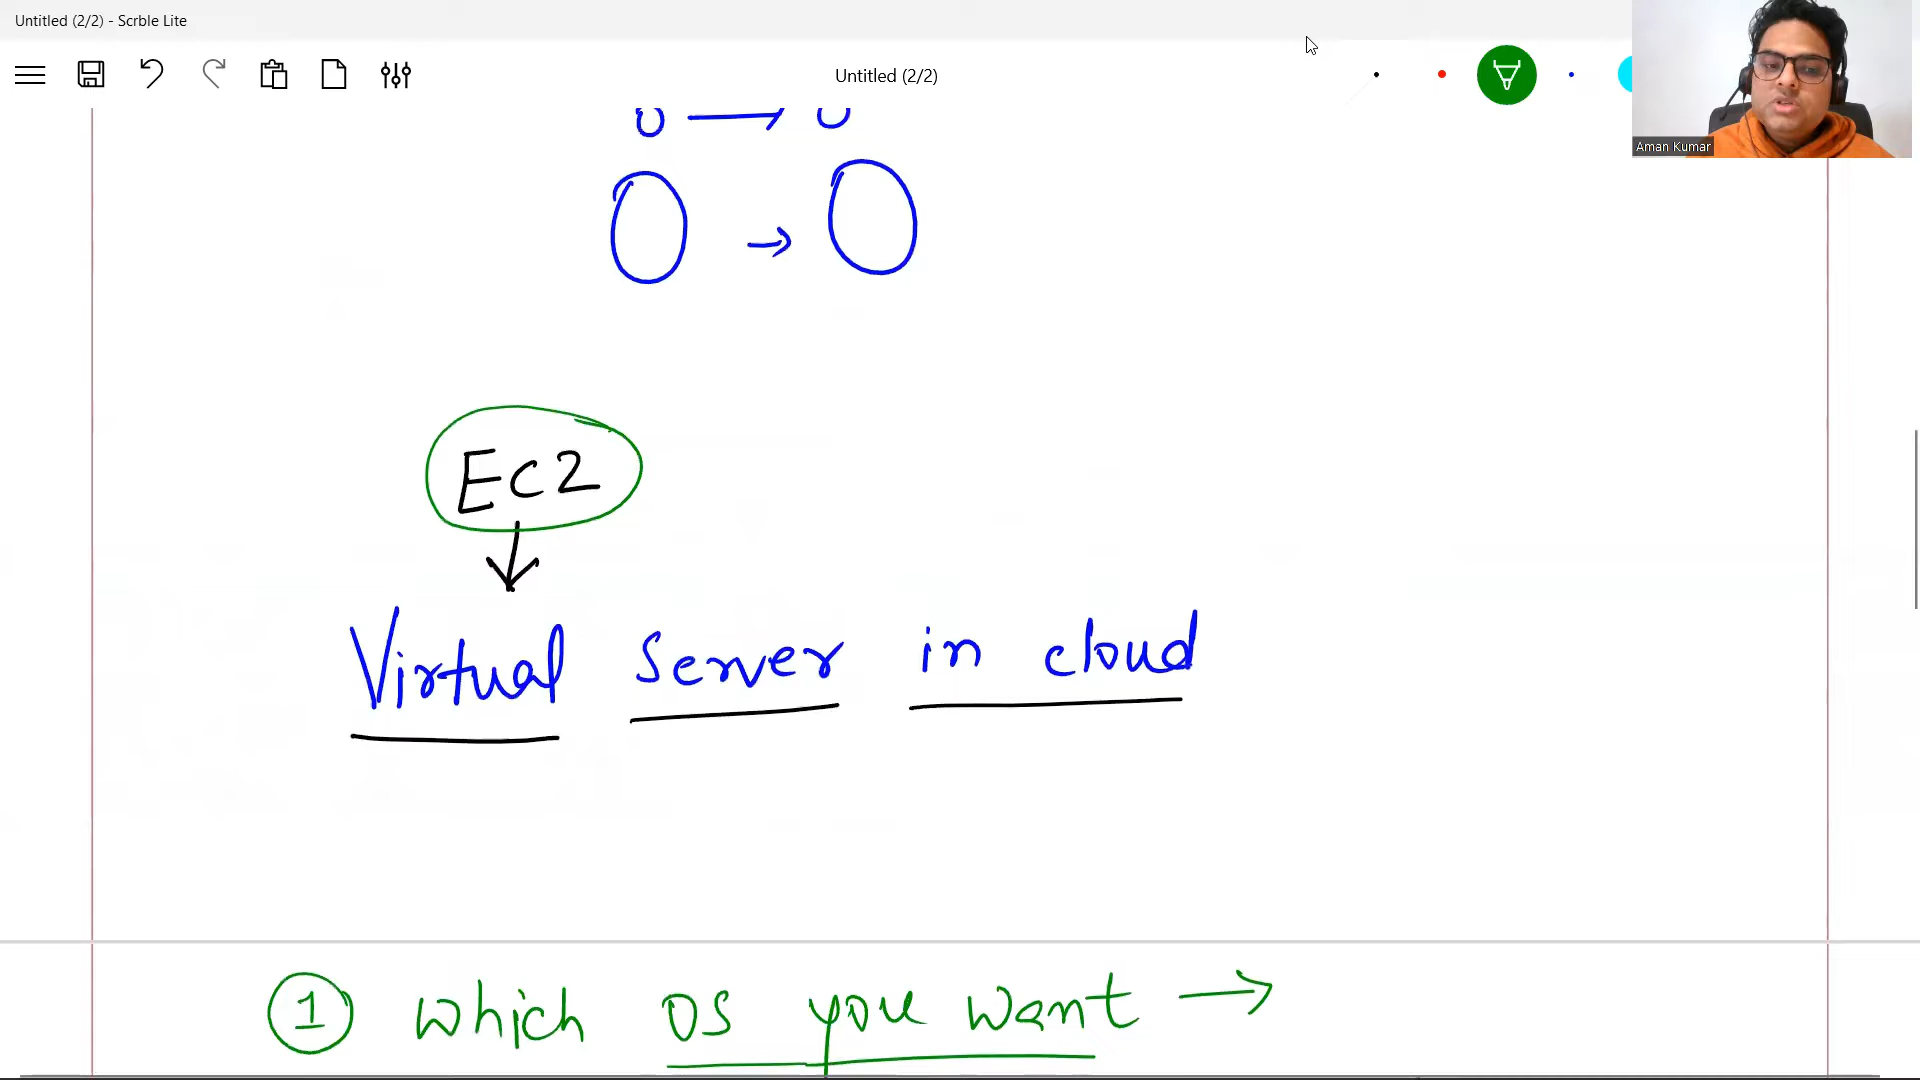 Untitled (2/2) - Scrble Lite
Untitled (2/2)
Aman Kumar
EC2
Virtual Server in cloud
1 which OS you want →